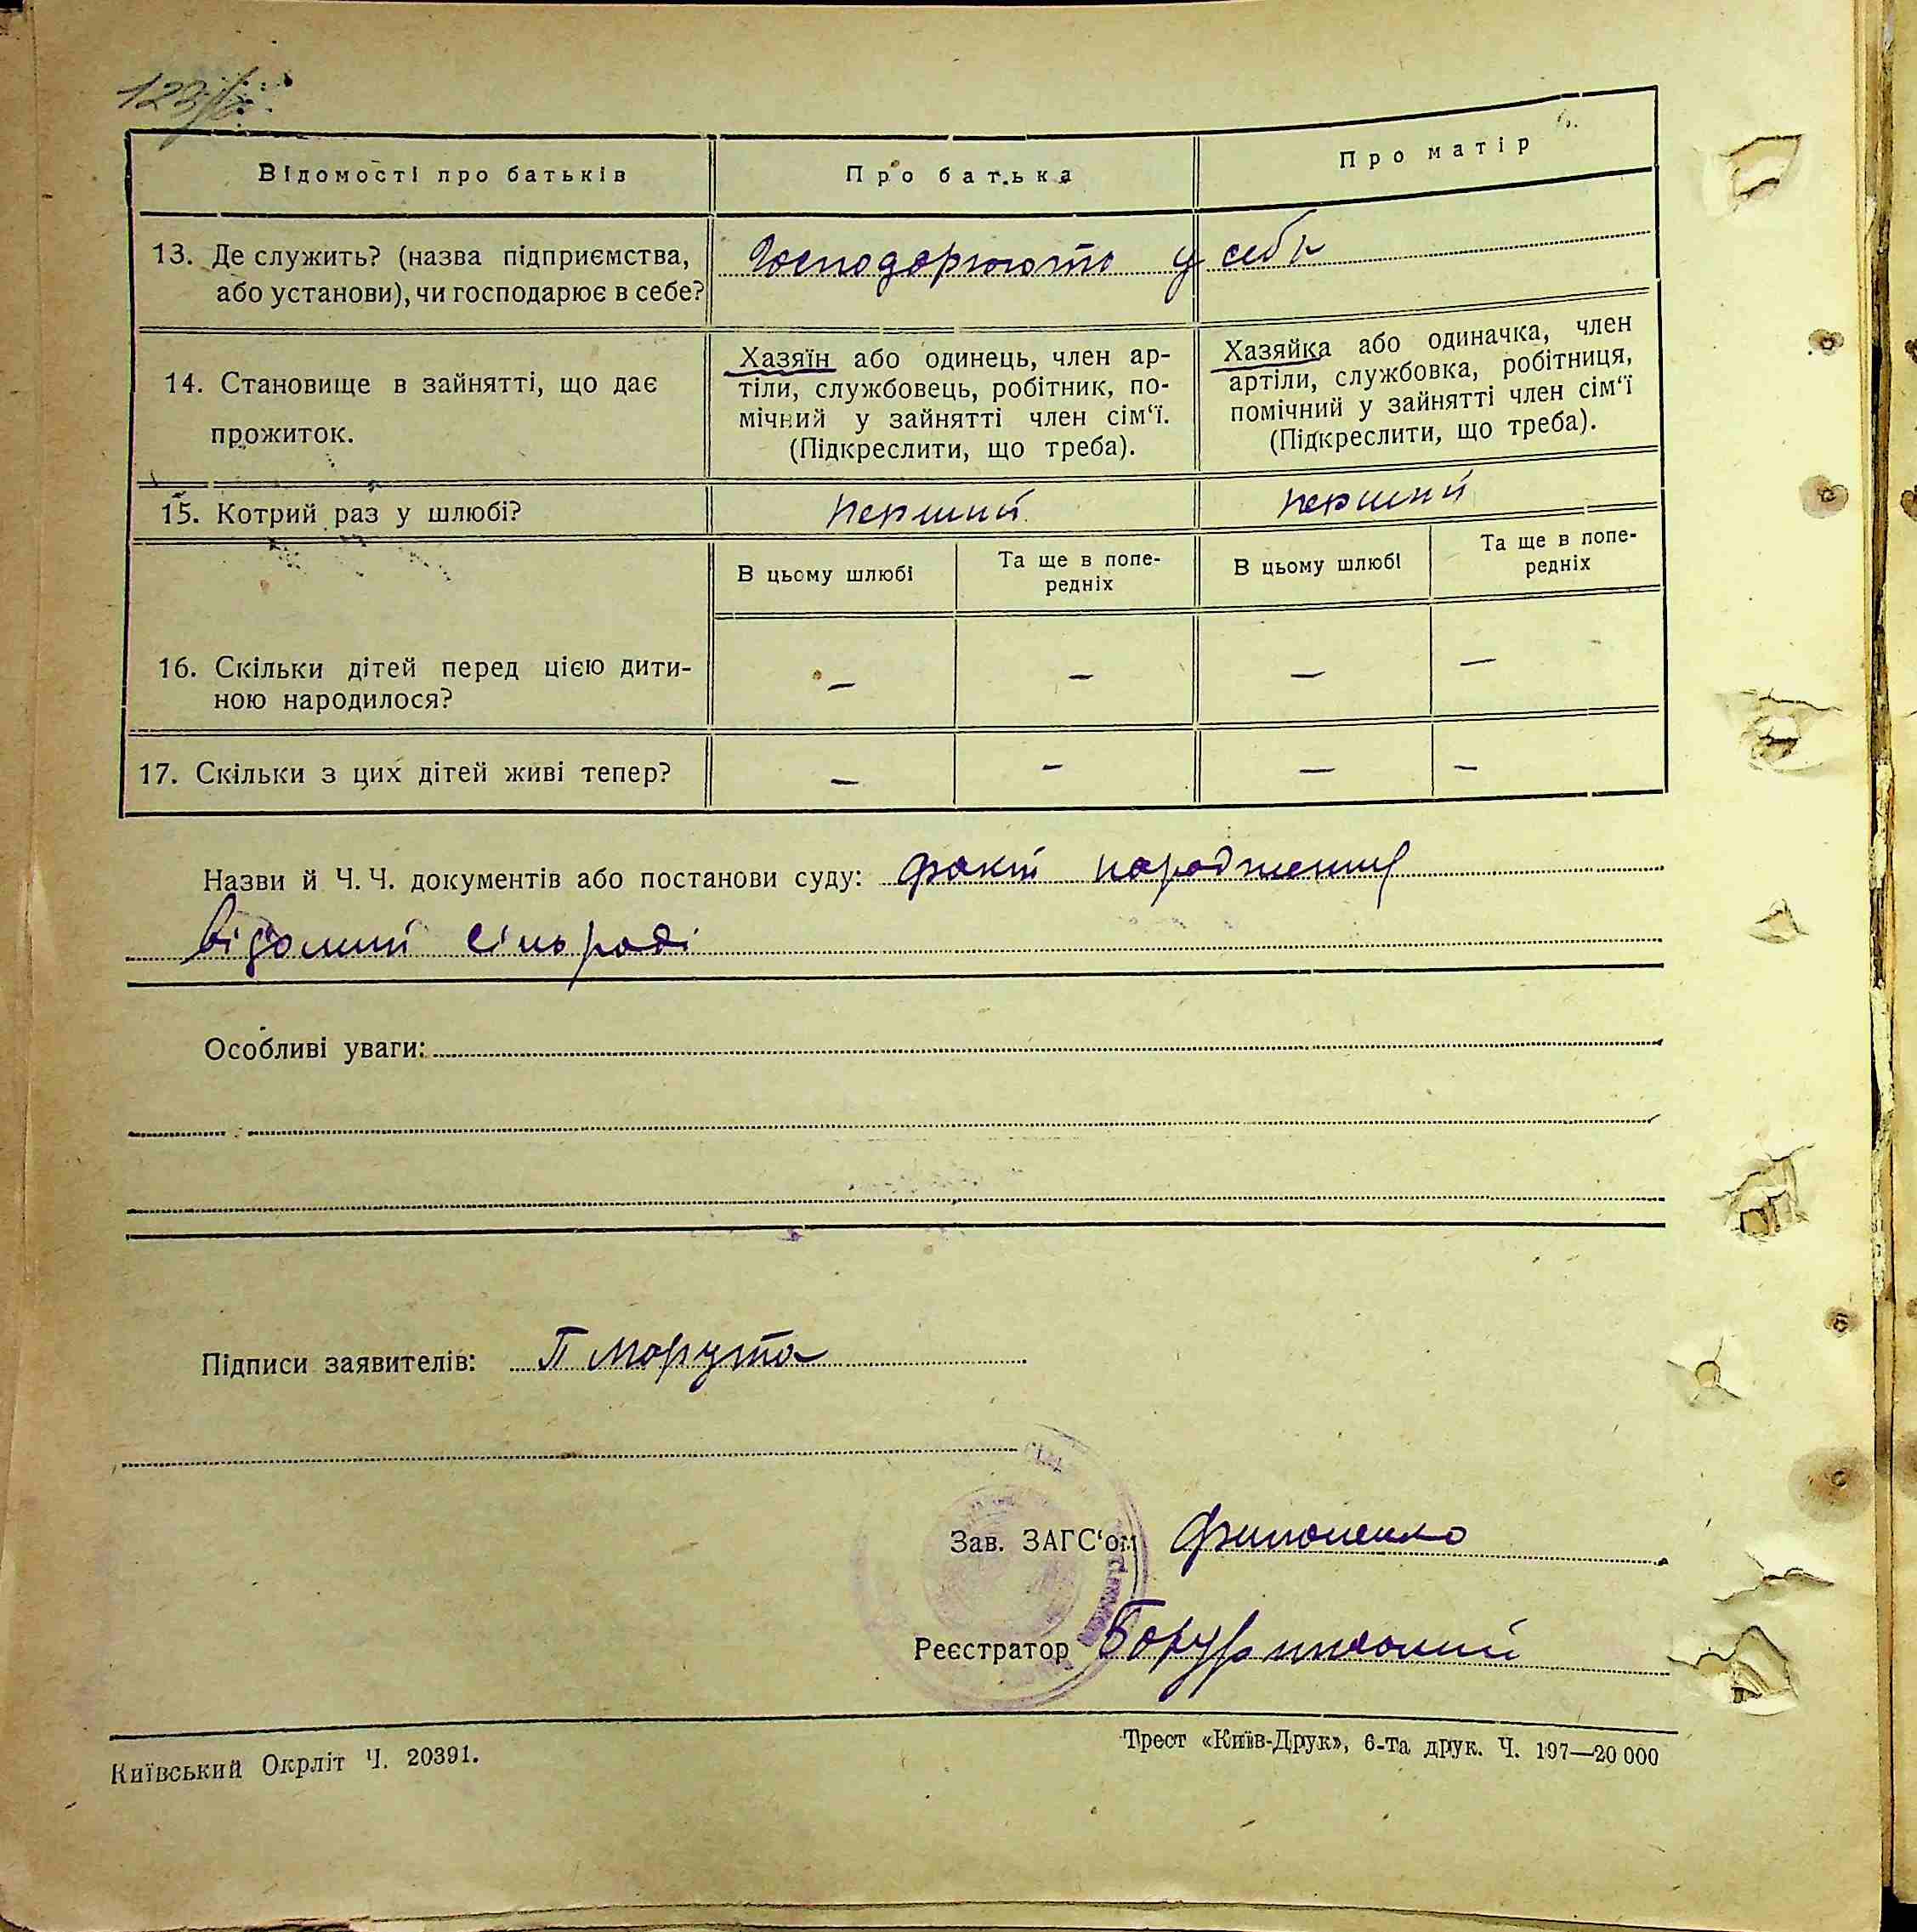 Відомості про батьків
Про батька
Про матір
13. Де служить? (назва підприємства,
або установи), чи господарює в себе?
Господорюють у себе
14. Становище в зайнятті, що дає
прожиток.
Хазяїн або одинець, член ар-
тіли, службовець, робітник, по-
мічний у зайнятті член сім'ї.
(Підкреслити, що треба).
Хазяйка або одиначка, член
артіли, службовка, робітниця,
помічний у зайнятті член сім'ї
(Підкреслити, що треба).
15. Котрий раз у шлюбі?
перший
перший
В цьому шлюбі
Та ще в попе-
редніх
В цьому шлюбі
Та ще в попе-
редніх
16. Скільки дітей перед цією дити-
ною народилося?
— — — —
17. Скільки з цих дітей живі тепер?
— — — —
Назви й Ч. Ч. документів або постанови суду: факт народження
відомий сільраді
Особливі уваги:
Підписи заявителів: П Морута
Зав. ЗАГС'ом
Реєстратор
Київський Окрліт Ч. 20391.
Трест «Київ-Друк», 6-та друк. Ч. 197—20 000